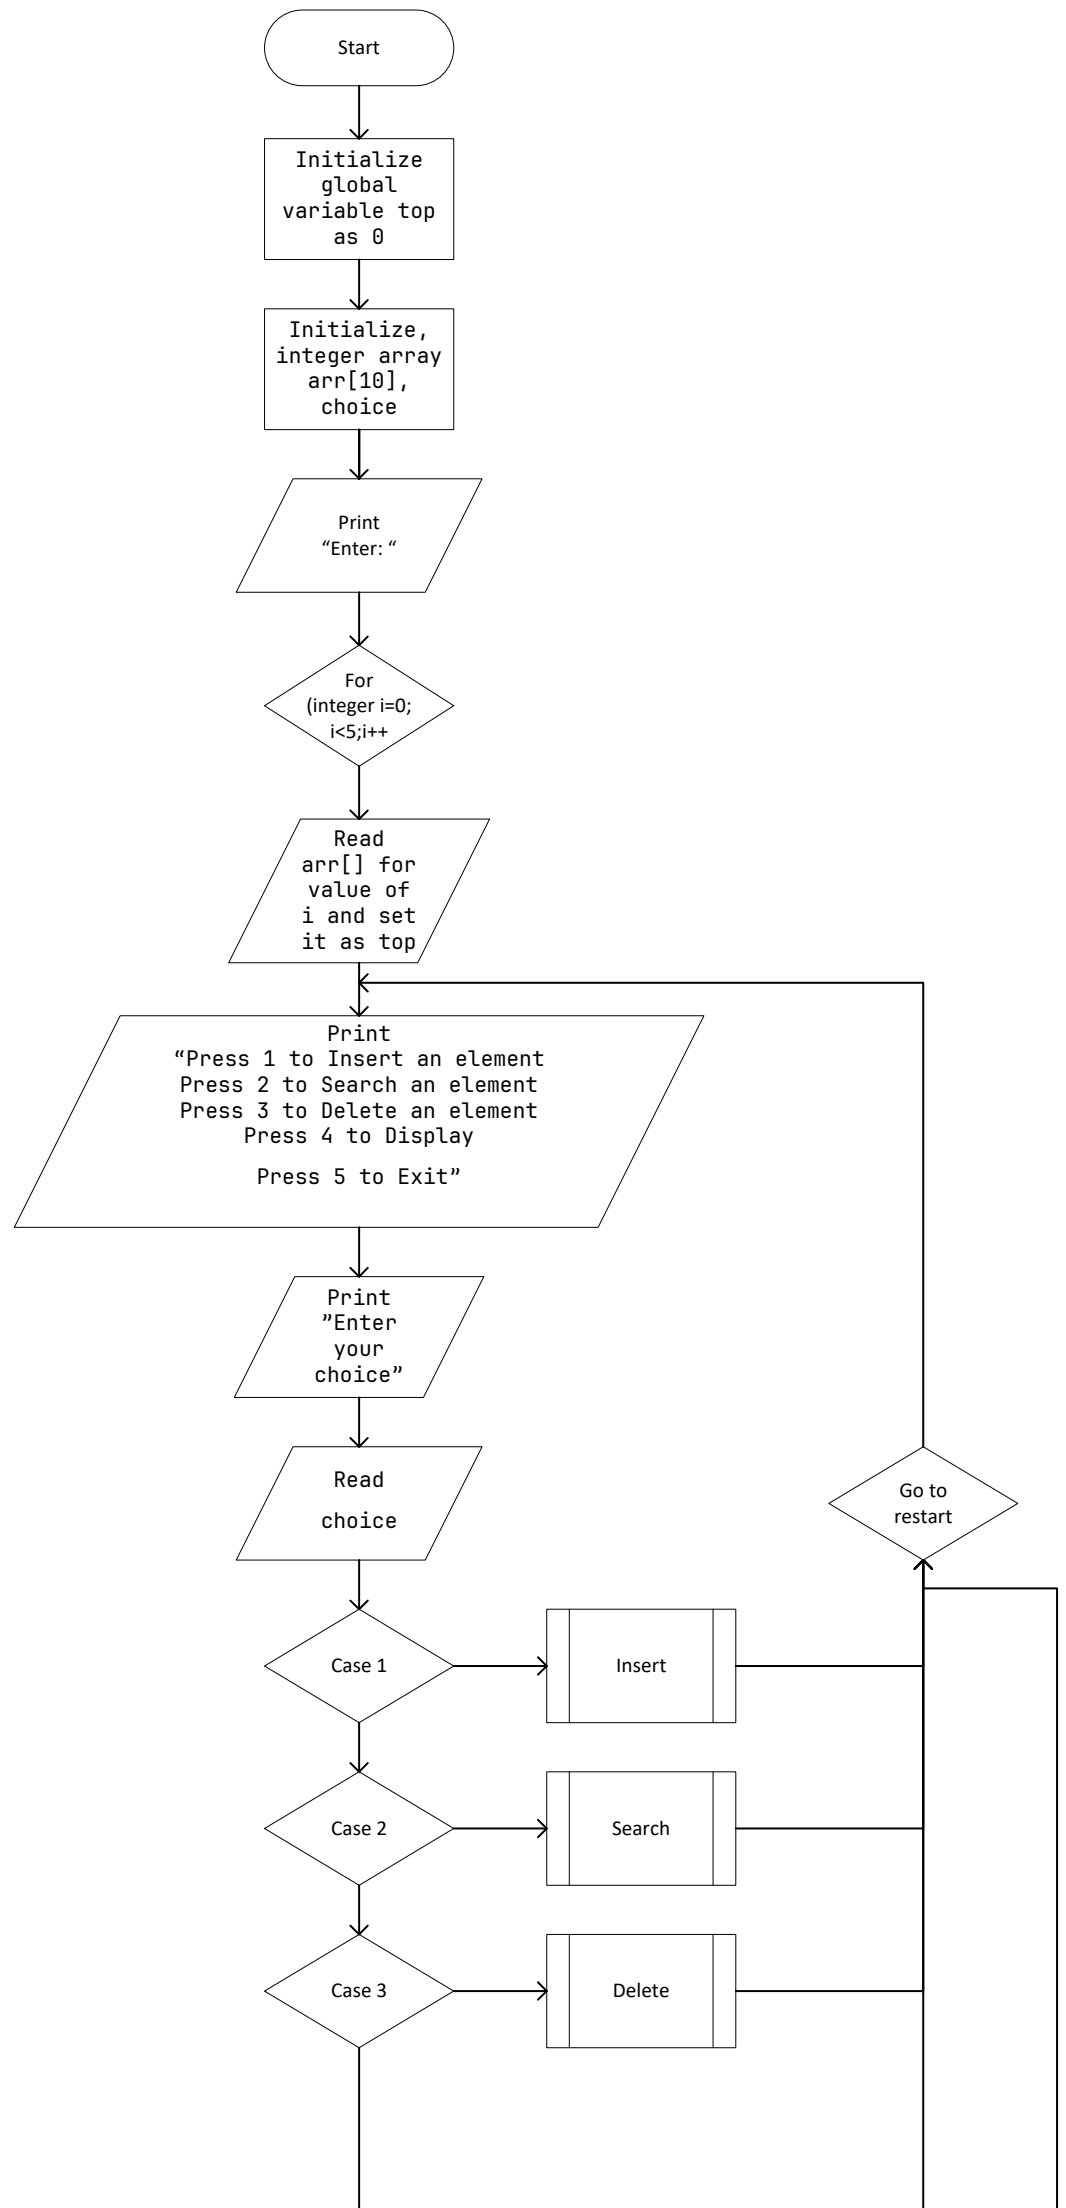 Start
Initialize
global
variable top
as 0
Initialize,
integer array
arr[10],
choice
Print
“Enter: “
For
(integer i=0;
i<5;i++
Read
arr[] for
value of
i and set
it as top
Print
“Press 1 to Insert an element
Press 2 to Search an element
Press 3 to Delete an element
Press 4 to Display
Press 5 to Exit”
Print
”Enter
your
choice”
Read
choice
Go to
restart
Case 1
Insert
Case 2
Search
Case 3
Delete